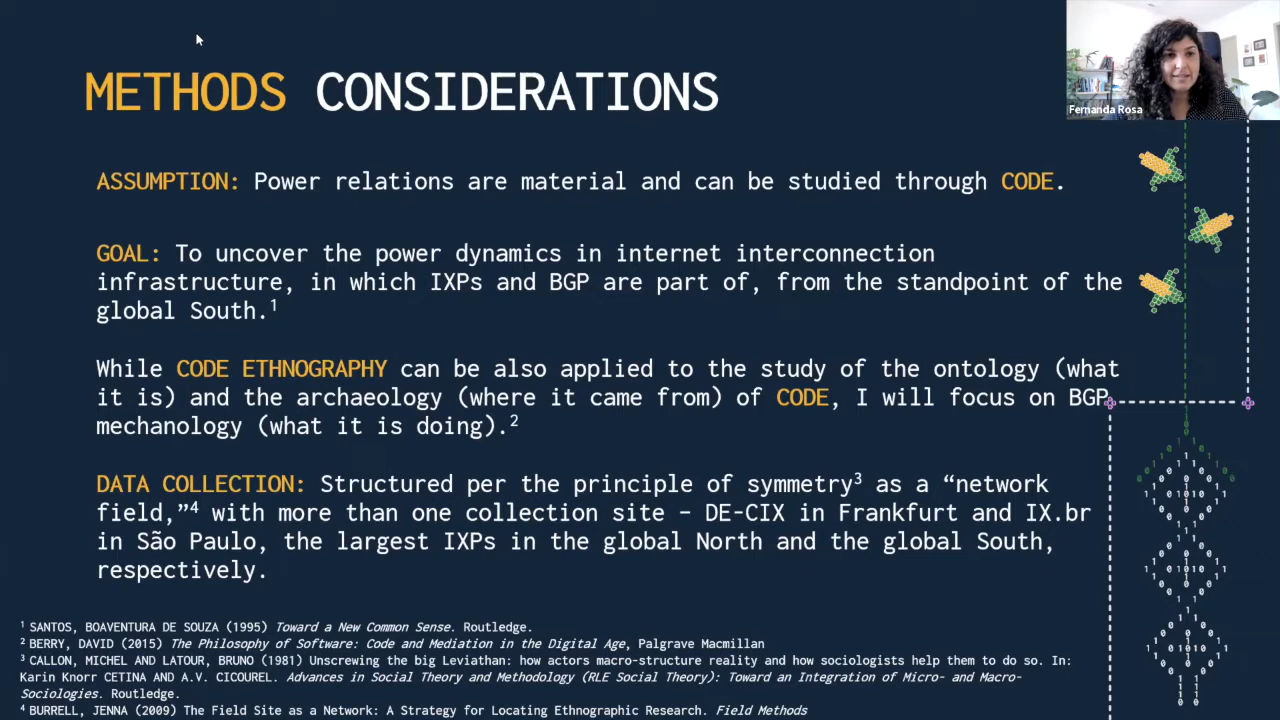 METHODS CONSIDERATIONS
Fernanda Rosa
ASSUMPTION: Power relations are material and can be studied through CODE.
GOAL: To uncover the power dynamics in internet interconnection
infrastructure, in which IXPs and BGP are part of, from the standpoint of the
global South.¹
While CODE ETHNOGRAPHY can be also applied to the study of the ontology (what
it is) and the archaeology (where it came from) of CODE, I will focus on BGP
mechanology (what it is doing).²
DATA COLLECTION: Structured per the principle of symmetry³ as a “network
field,”⁴ with more than one collection site – DE-CIX in Frankfurt and IX.br
in São Paulo, the largest IXPs in the global North and the global South,
respectively.
¹ SANTOS, BOAVENTURA DE SOUZA (1995) Toward a New Common Sense. Routledge.
² BERRY, DAVID (2015) The Philosophy of Software: Code and Mediation in the Digital Age, Palgrave Macmillan
³ CALLON, MICHEL AND LATOUR, BRUNO (1981) Unscrewing the big Leviathan: how actors macro-structure reality and how sociologists help them to do so. In:
Karin Knorr CETINA AND A.V. CICOUREL. Advances in Social Theory and Methodology (RLE Social Theory): Toward an Integration of Micro- and Macro-
Sociologies. Routledge.
⁴ BURRELL, JENNA (2009) The Field Site as a Network: A Strategy for Locating Ethnographic Research. Field Methods